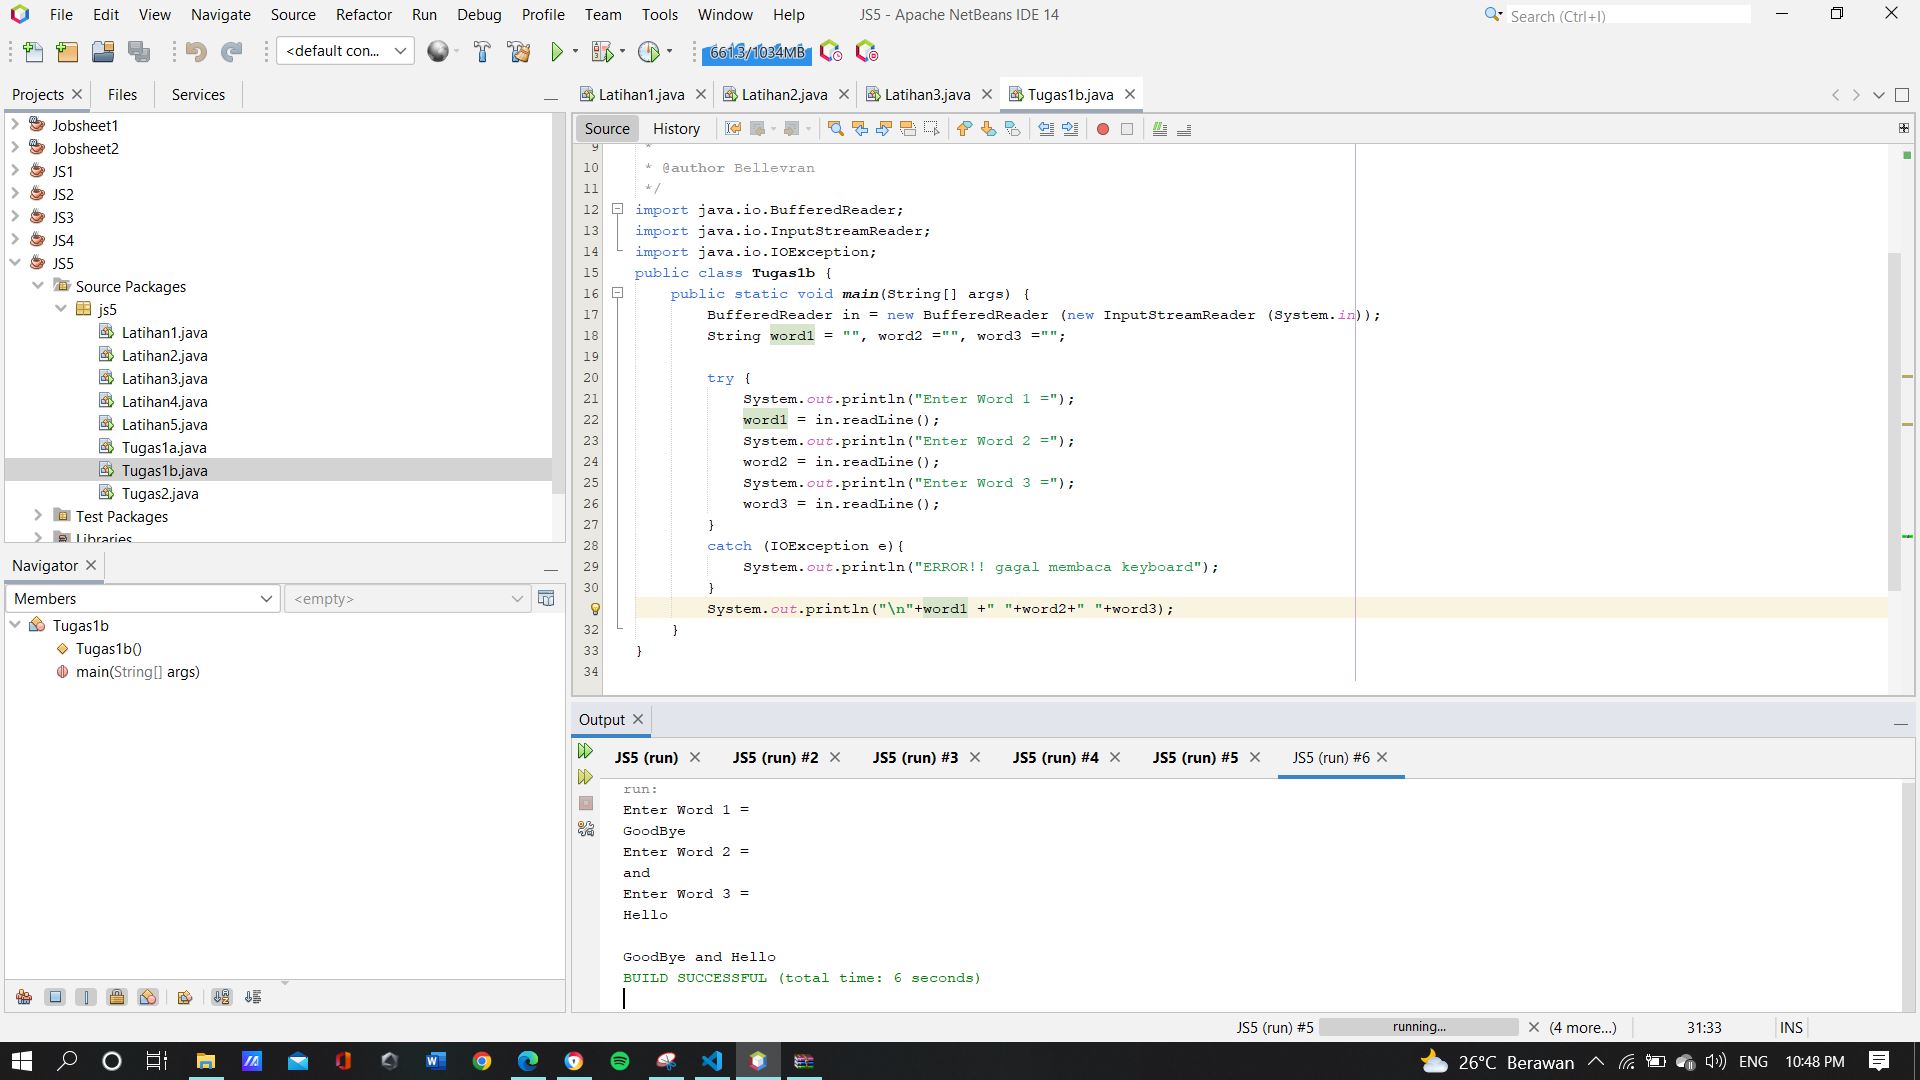 File Edit View Navigate Source Refactor Run Debug Profile Team Tools Window Help JS5 - Apache NetBeans IDE 14 Search (Ctrl+I)
<default con... 661.3/1034MB
Projects Files Services
Jobsheet1
Jobsheet2
JS1
JS2
JS3
JS4
JS5
Source Packages
js5
Latihan1.java
Latihan2.java
Latihan3.java
Latihan4.java
Latihan5.java
Tugas1a.java
Tugas1b.java
Tugas2.java
Test Packages
Libraries
Navigator
Members <empty>
Tugas1b
Tugas1b()
main(String[] args)
Latihan1.java Latihan2.java Latihan3.java Tugas1b.java
Source History
9 *
10 * @author Bellevran
11 */
12 import java.io.BufferedReader;
13 import java.io.InputStreamReader;
14 import java.io.IOException;
15 public class Tugas1b {
16 public static void main(String[] args) {
17 BufferedReader in = new BufferedReader (new InputStreamReader (System.in));
18 String word1 = "", word2 ="", word3 ="";
19
20 try {
21 System.out.println("Enter Word 1 =");
22 word1 = in.readLine();
23 System.out.println("Enter Word 2 =");
24 word2 = in.readLine();
25 System.out.println("Enter Word 3 =");
26 word3 = in.readLine();
27 }
28 catch (IOException e){
29 System.out.println("ERROR!! gagal membaca keyboard");
30 }
System.out.println("\n"+word1 +" "+word2+" "+word3);
32 }
33 }
34
Output
JS5 (run) JS5 (run) #2 JS5 (run) #3 JS5 (run) #4 JS5 (run) #5 JS5 (run) #6
run:
Enter Word 1 =
GoodBye
Enter Word 2 =
and
Enter Word 3 =
Hello
GoodBye and Hello
BUILD SUCCESSFUL (total time: 6 seconds)
JS5 (run) #5 running... (4 more...) 31:33 INS
26°C Berawan ENG 10:48 PM